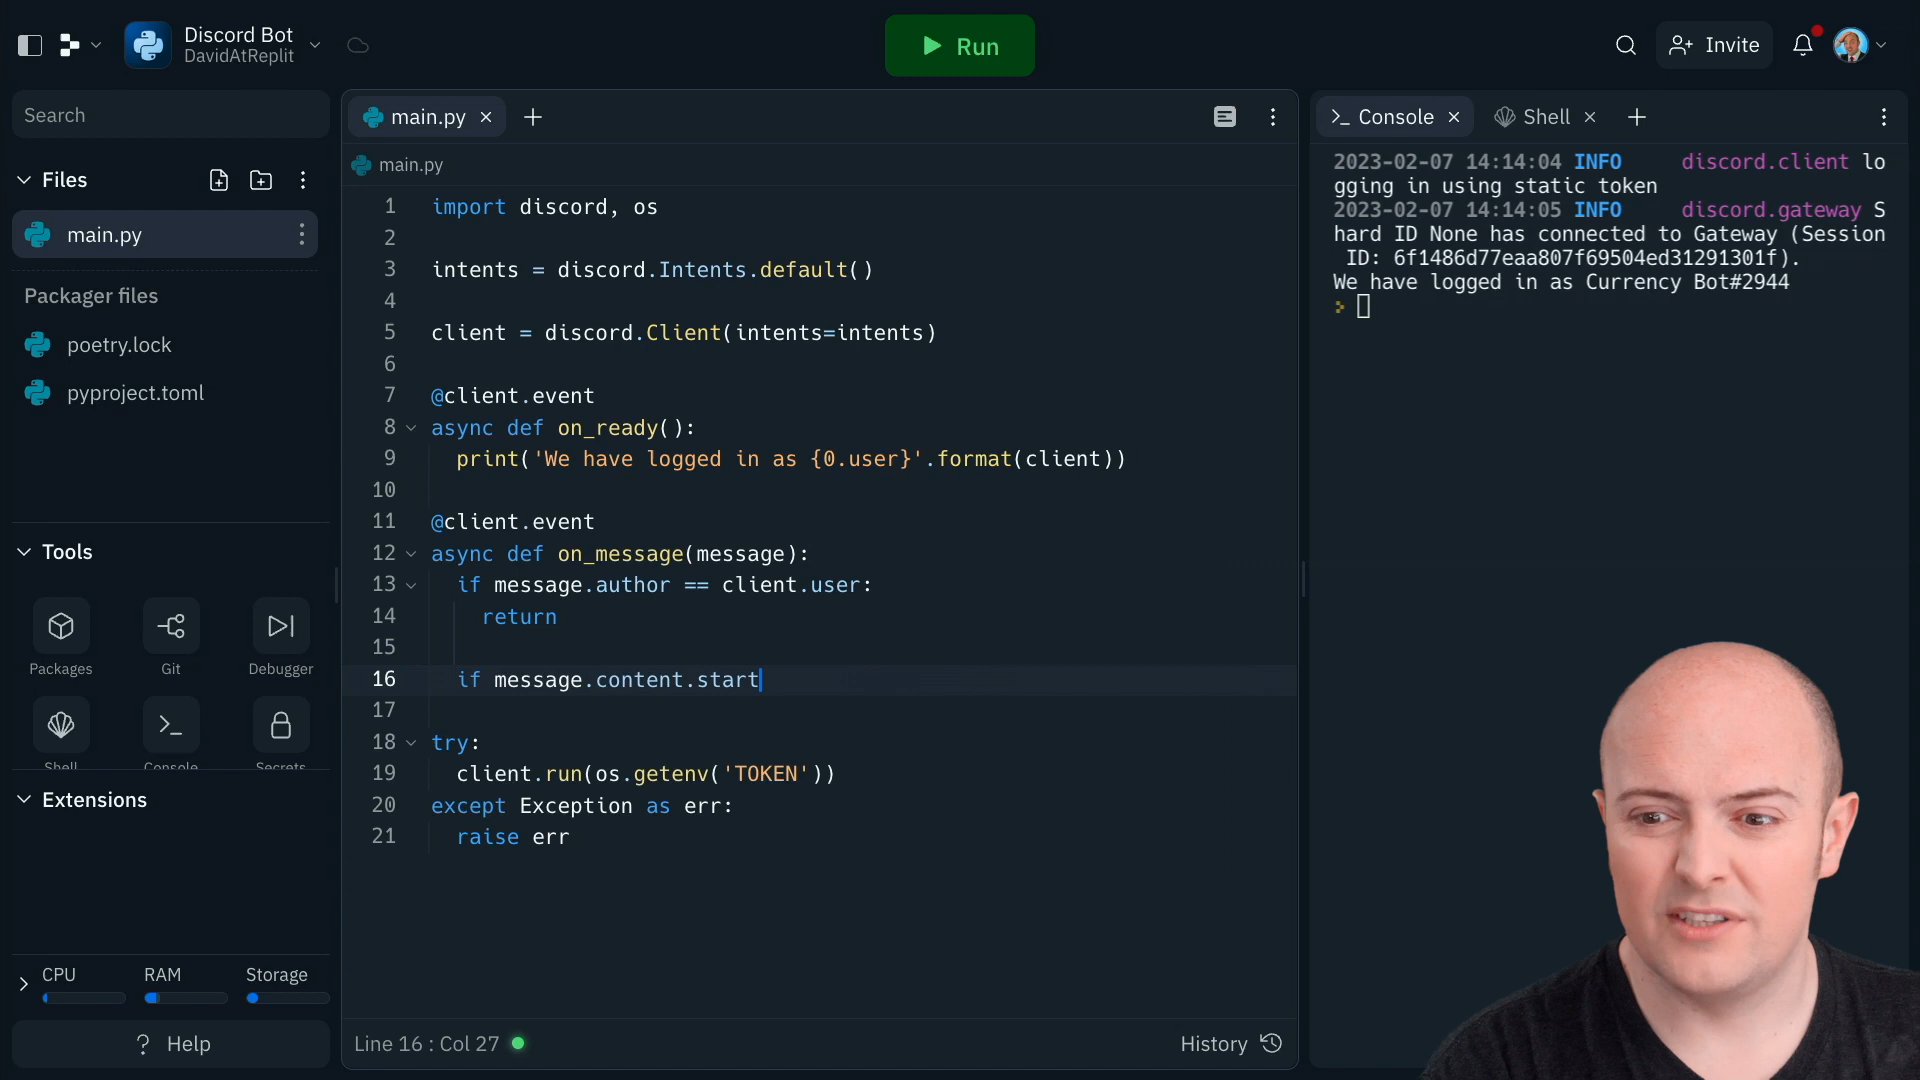 Discord Bot
DavidAtReplit
Run
Invite
Search
Files
main.py
Packager files
poetry.lock
pyproject.toml
Tools
Packages
Git
Debugger
Shell
Console
Secrets
Extensions
CPU
RAM
Storage
? Help
main.py
main.py
1 import discord, os
2
3 intents = discord.Intents.default()
4
5 client = discord.Client(intents=intents)
6
7 @client.event
8 async def on_ready():
9 print('We have logged in as {0.user}'.format(client))
10
11 @client.event
12 async def on_message(message):
13 if message.author == client.user:
14 return
15
16 if message.content.start
17
18 try:
19 client.run(os.getenv('TOKEN'))
20 except Exception as err:
21 raise err
Line 16 : Col 27
History
Console
Shell
2023-02-07 14:14:04 INFO discord.client lo
gging in using static token
2023-02-07 14:14:05 INFO discord.gateway S
hard ID None has connected to Gateway (Session
ID: 6f1486d77eaa807f69504ed31291301f).
We have logged in as Currency Bot#2944